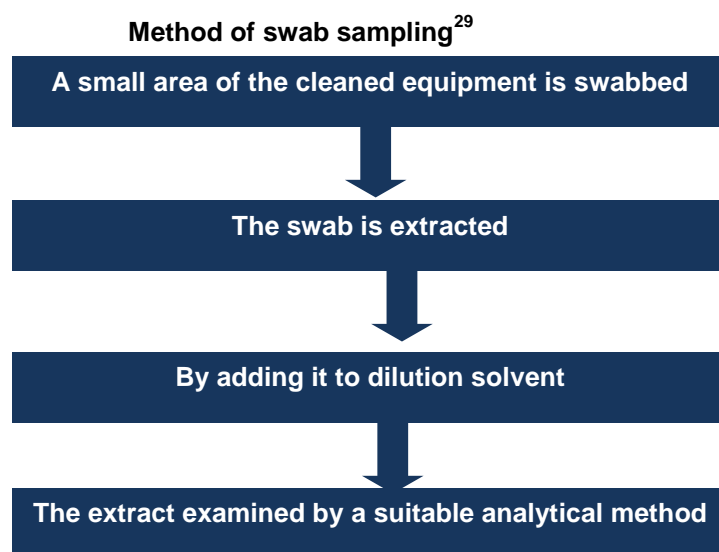 Method of swab sampling29
A small area of the cleaned equipment is swabbed
The swab is extracted
By adding it to dilution solvent
The extract examined by a suitable analytical method